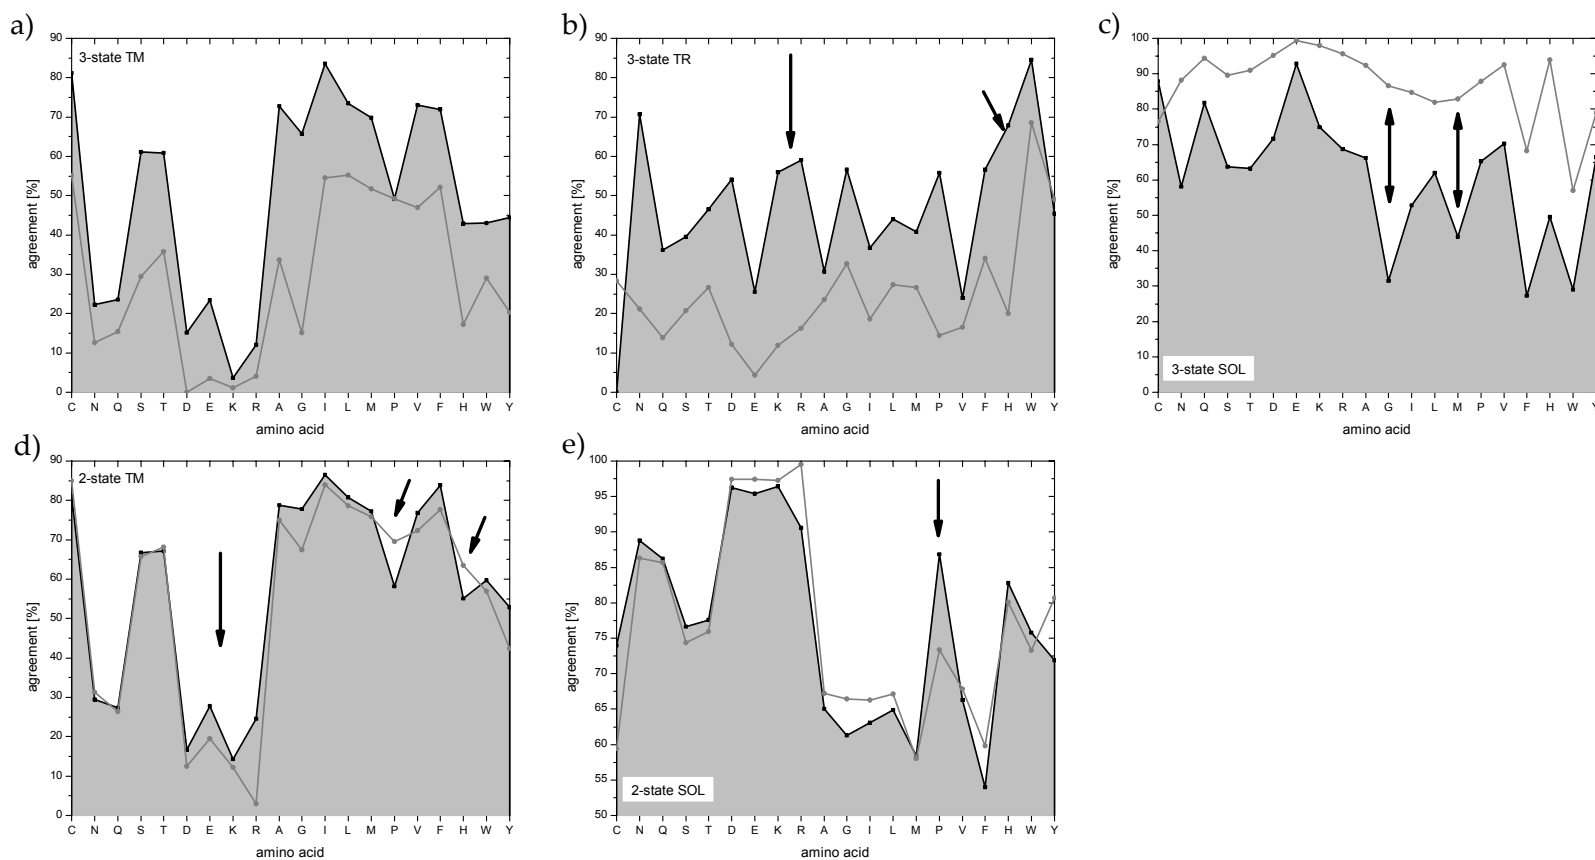 a)
3-state TM
agreement [%]
90
80
70
60
50
40
30
20
10
0
C N Q S T D E K R A G I L M P V F H W Y
amino acid
b)
3-state TR
agreement [%]
90
80
70
60
50
40
30
20
10
0
C N Q S T D E K R A G I L M P V F H W Y
amino acid
c)
3-state SOL
agreement [%]
100
90
80
70
60
50
40
30
20
10
0
C N Q S T D E K R A G I L M P V F H W Y
amino acid
d)
2-state TM
agreement [%]
90
80
70
60
50
40
30
20
10
0
C N Q S T D E K R A G I L M P V F H W Y
amino acid
e)
2-state SOL
agreement [%]
100
95
90
85
80
75
70
65
60
55
50
C N Q S T D E K R A G I L M P V F H W Y
amino acid